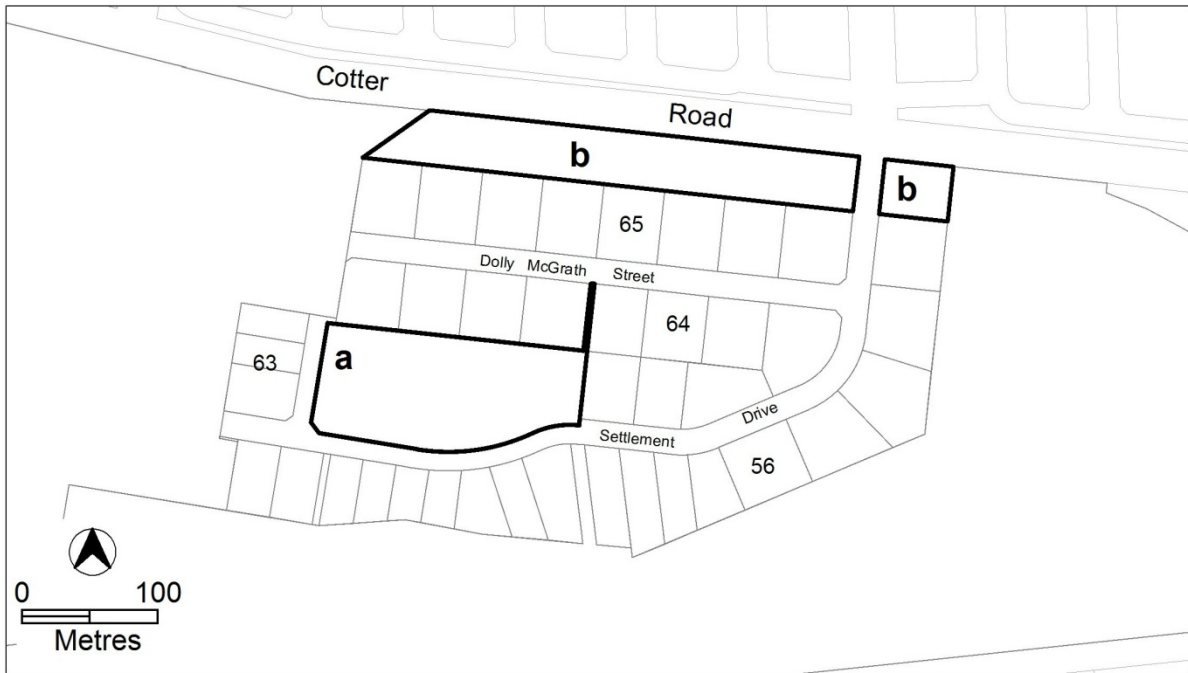 Cotter
Road
b
b
65
Dolly McGrath Street
64
63
a
Settlement
Drive
56
0 100
Metres